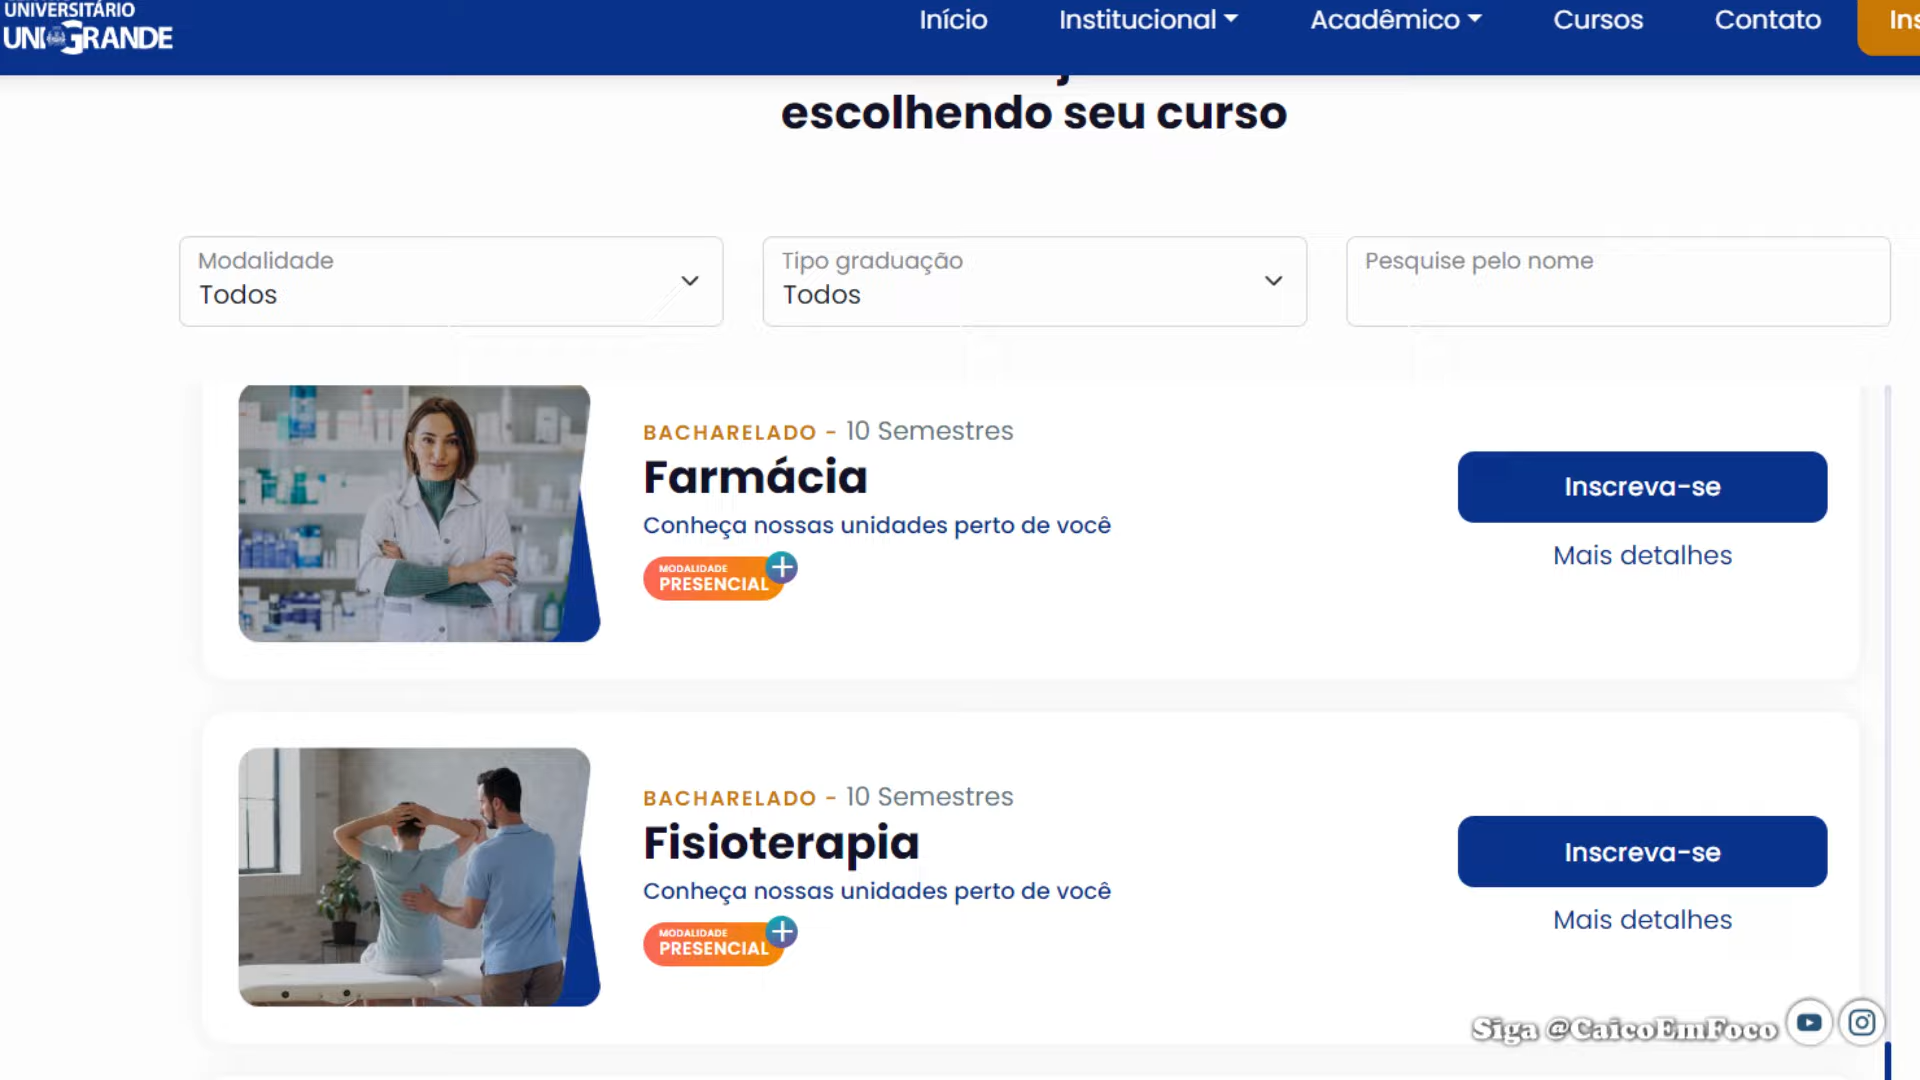 UNIVERSITÁRIO
UNIGRANDE
Início
Institucional
Acadêmico
Cursos
Contato
Ins
escolhendo seu curso
Modalidade
Todos
Tipo graduação
Todos
Pesquise pelo nome
BACHARELADO - 10 Semestres
Farmácia
Conheça nossas unidades perto de você
MODALIDADE
PRESENCIAL
Inscreva-se
Mais detalhes
BACHARELADO - 10 Semestres
Fisioterapia
Conheça nossas unidades perto de você
MODALIDADE
PRESENCIAL
Inscreva-se
Mais detalhes
Siga @CaicoEmFoco